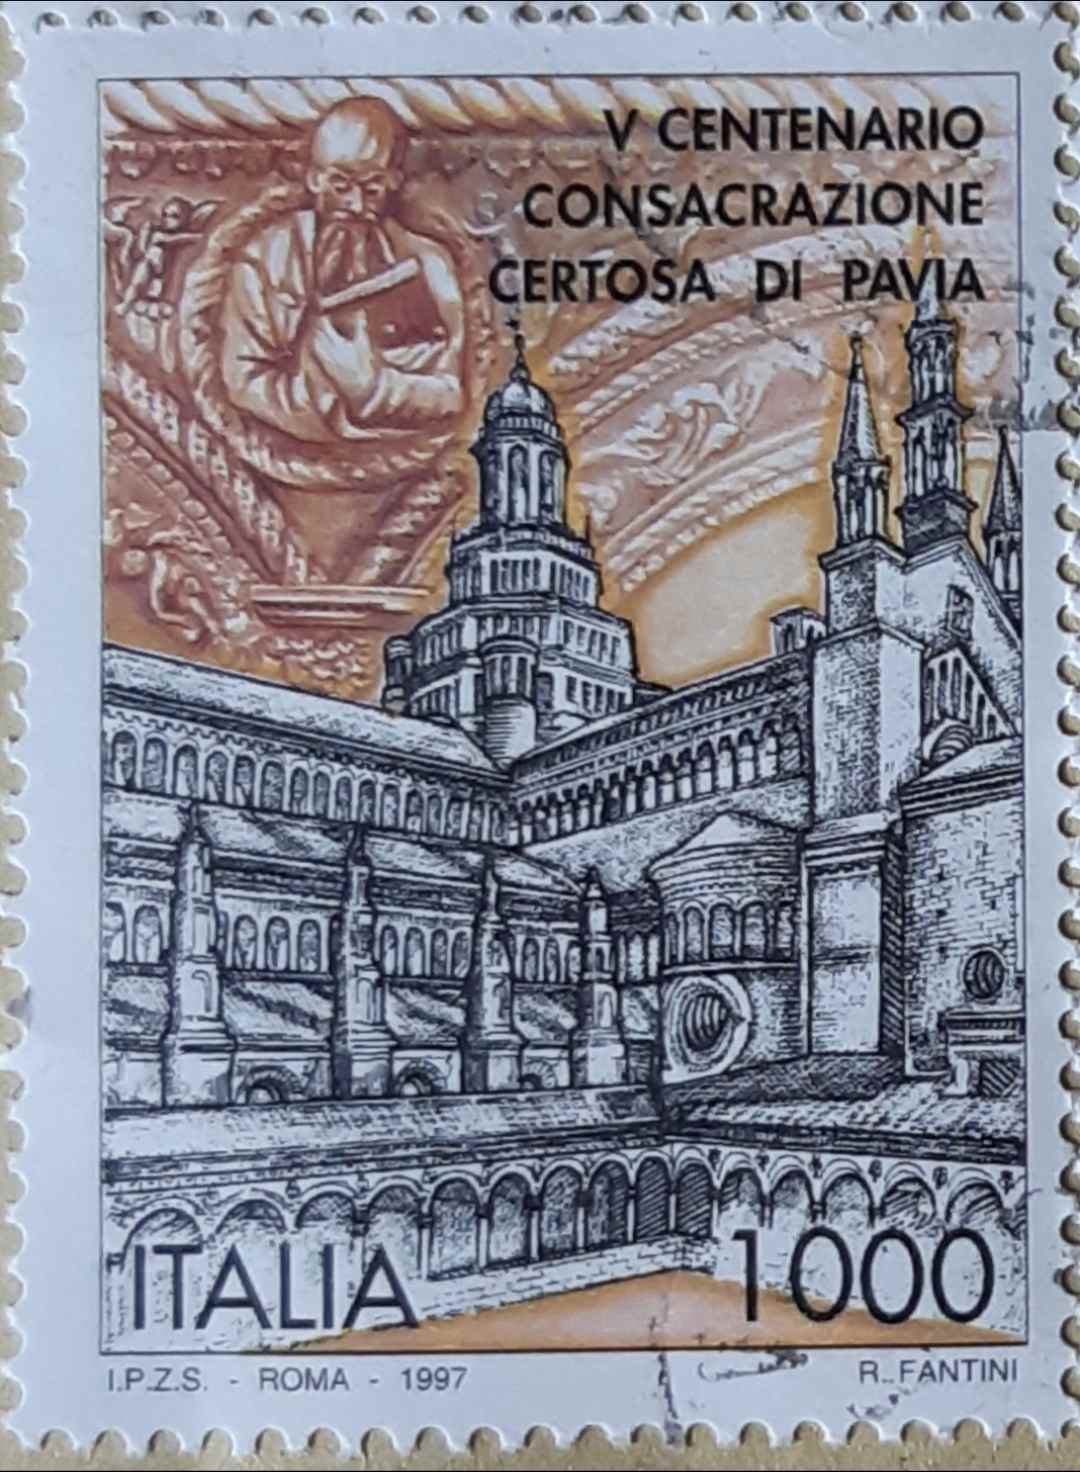 V CENTENARIO
CONSACRAZIONE
CERTOSA DI PAVIA
ITALIA 1000
I.P.Z.S. - ROMA - 1997 R. FANTINI